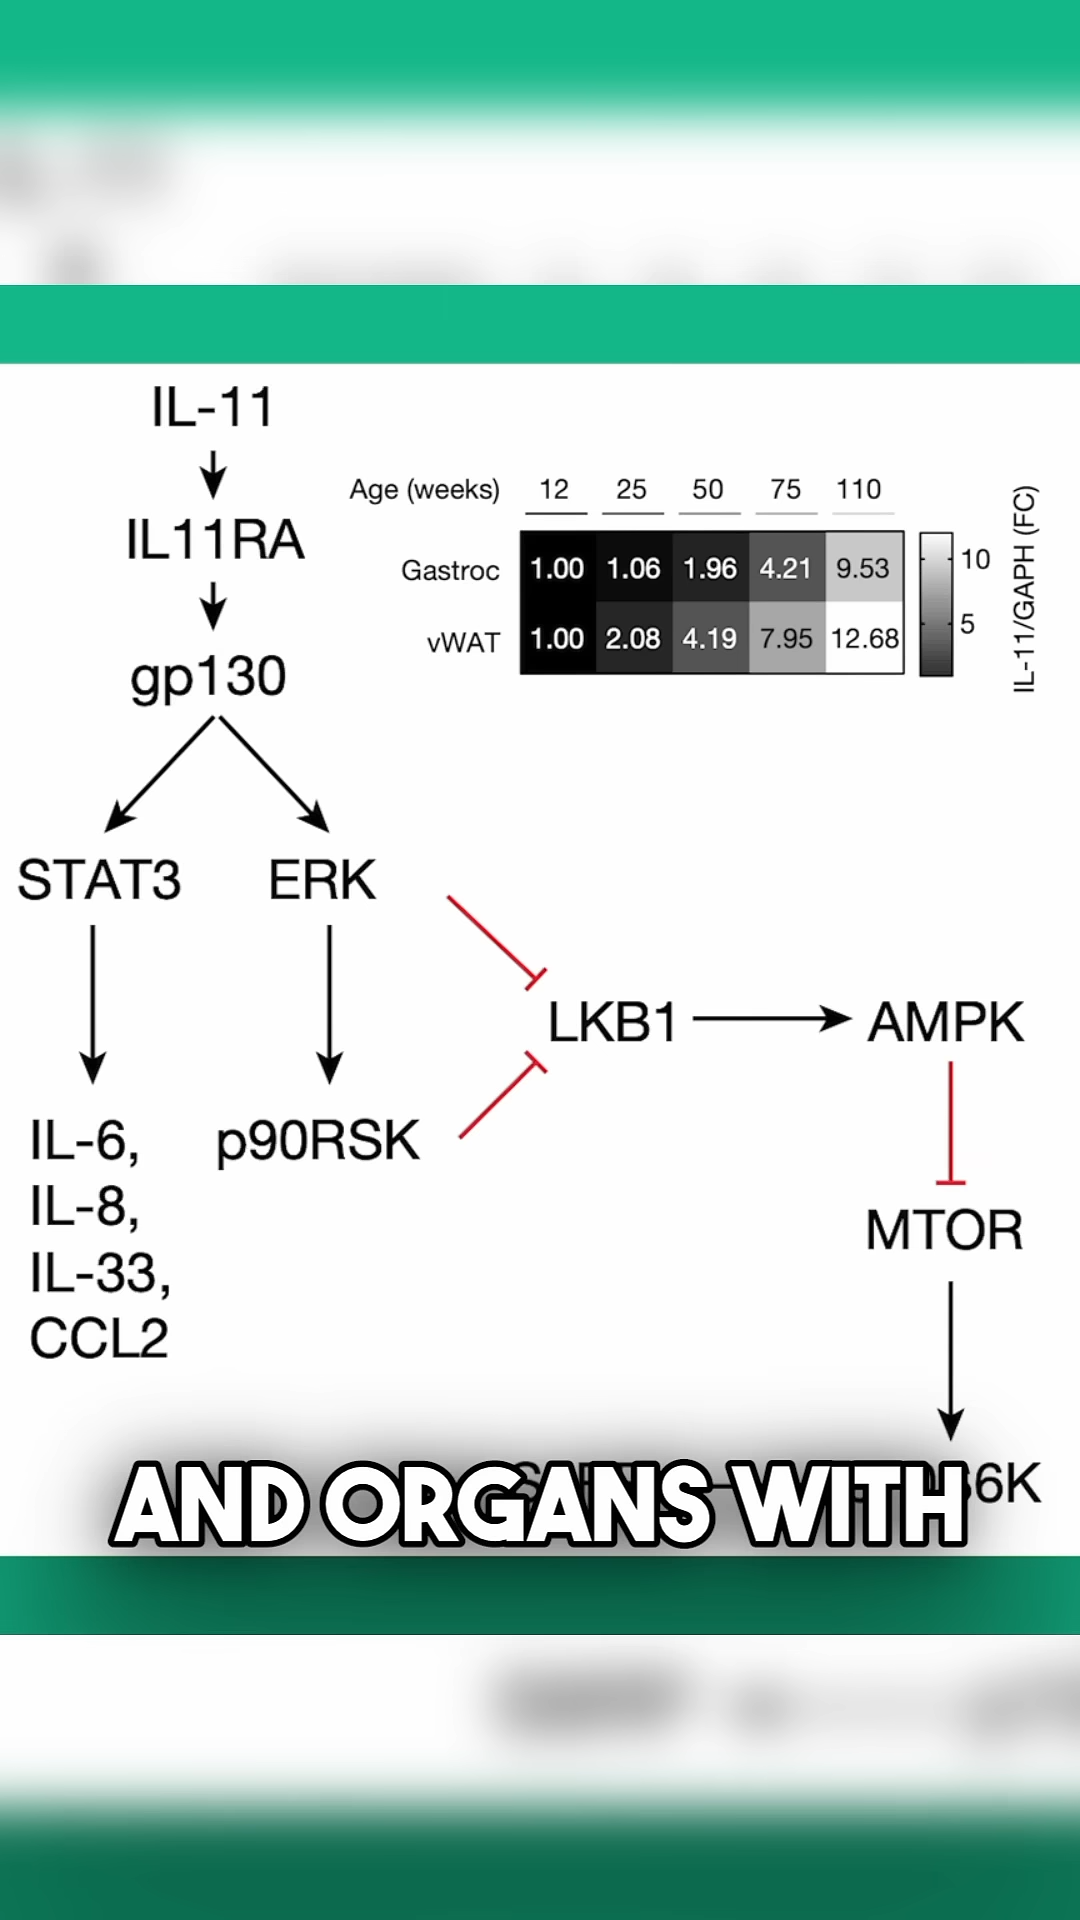 IL-11
IL11RA
gp130
Age (weeks) 12 25 50 75 110
Gastroc 1.00 1.06 1.96 4.21 9.53
vWAT 1.00 2.08 4.19 7.95 12.68
10
5
IL-11/GAPH (FC)
STAT3 ERK
LKB1 AMPK
IL-6, p90RSK
IL-8,
IL-33,
CCL2
MTOR
AND ORGANS WITH